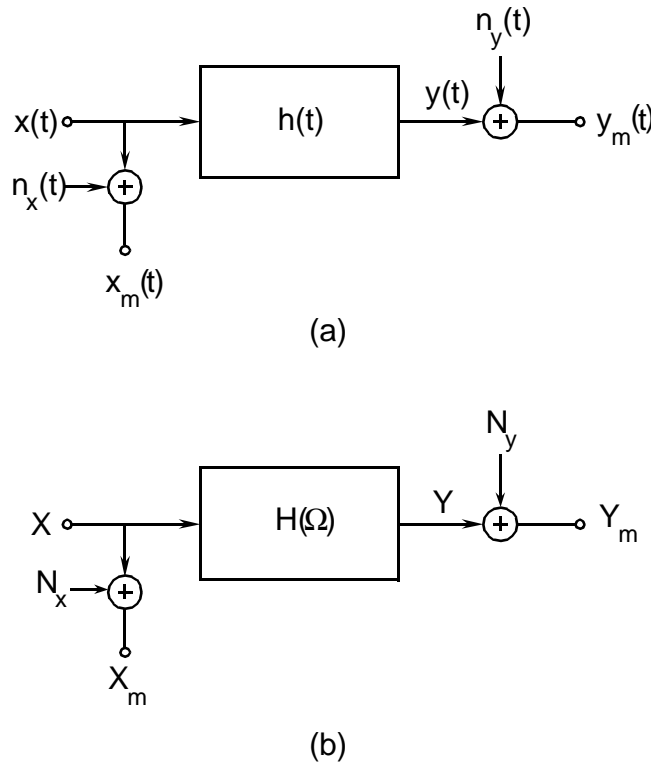 n_y(t)
x(t) h(t) y(t) + y_m(t)
n_x(t) +
x_m(t)
(a)
N_y
X H(Ω) Y + Y_m
N_x +
X_m
(b)